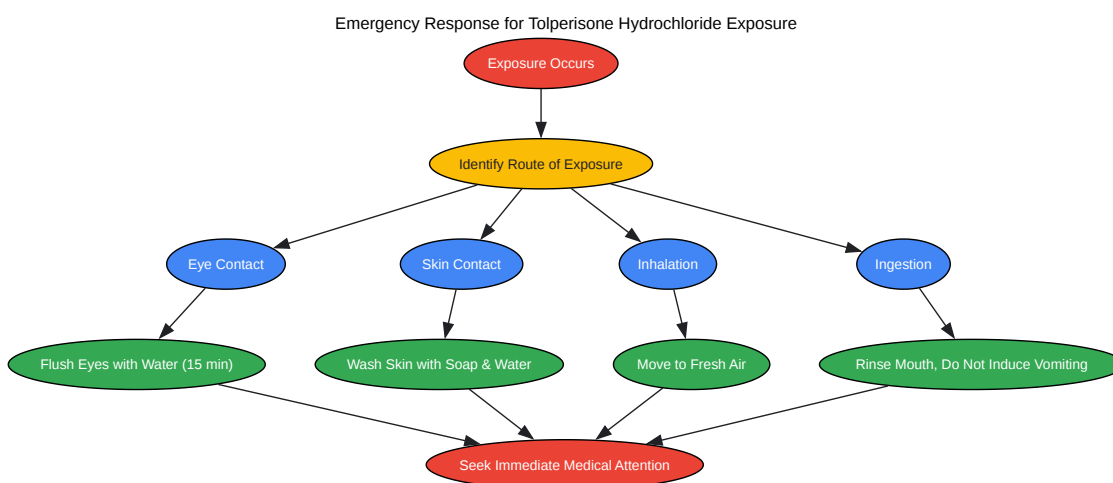 Emergency Response for Tolperisone Hydrochloride Exposure
Exposure Occurs
Identify Route of Exposure
Eye Contact
Skin Contact
Inhalation
Ingestion
Flush Eyes with Water (15 min)
Wash Skin with Soap & Water
Move to Fresh Air
Rinse Mouth, Do Not Induce Vomiting
Seek Immediate Medical Attention